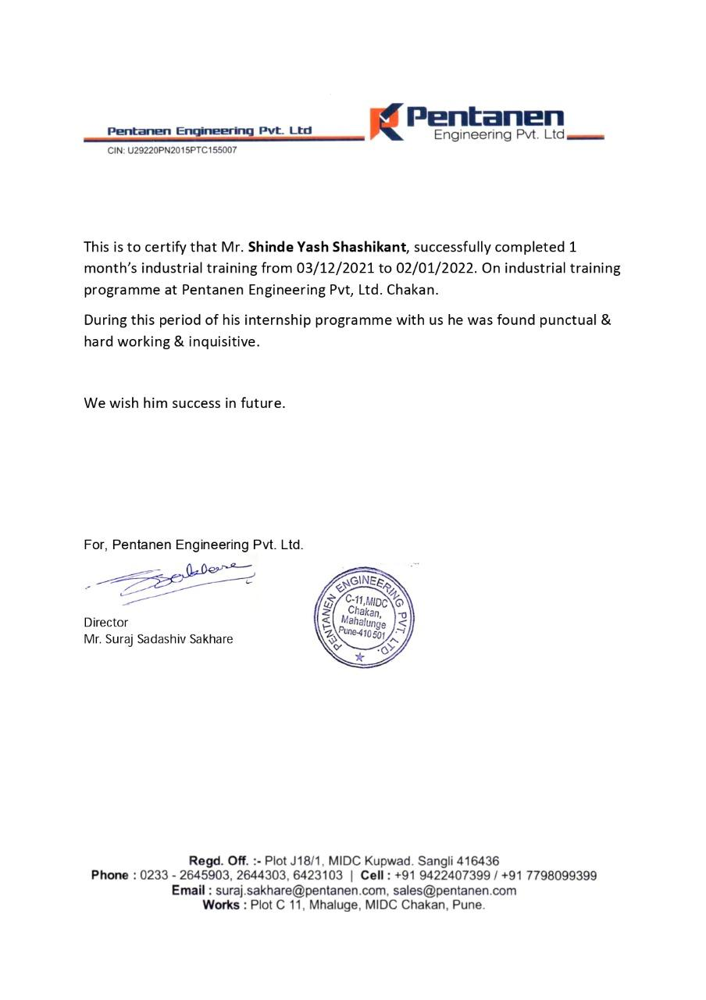 Pentanen Engineering Pvt. Ltd
CIN: U29220PN2015PTC155007
Pentanen
Engineering Pvt. Ltd
This is to certify that Mr. Shinde Yash Shashikant, successfully completed 1
month’s industrial training from 03/12/2021 to 02/01/2022. On industrial training
programme at Pentanen Engineering Pvt, Ltd. Chakan.
During this period of his internship programme with us he was found punctual &
hard working & inquisitive.
We wish him success in future.
For, Pentanen Engineering Pvt. Ltd.
SSakhare
Director
Mr. Suraj Sadashiv Sakhare
PENTANEN ENGINEERING PVT. LTD.
C-11,MIDC
Chakan,
Mahalunge
Pune-410 501
Regd. Off. :- Plot J18/1, MIDC Kupwad. Sangli 416436
Phone : 0233 - 2645903, 2644303, 6423103 | Cell : +91 9422407399 / +91 7798099399
Email : suraj.sakhare@pentanen.com, sales@pentanen.com
Works : Plot C 11, Mhaluge, MIDC Chakan, Pune.